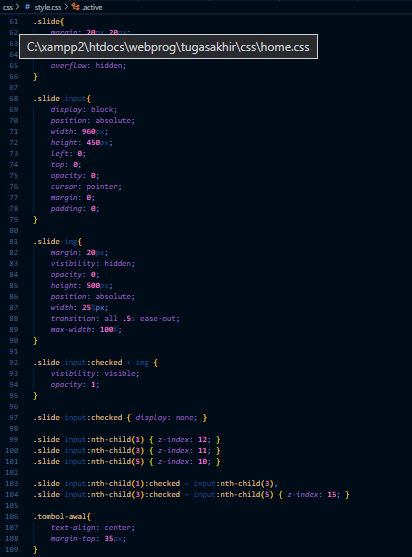 css > style.css > .active
61 .slide{
62 margin: 20px 20px;
C:\xampp2\htdocs\webprog\tugasakhir\css\home.css
65 overflow: hidden;
66 }
67
68 .slide input{
69 display: block;
70 position: absolute;
71 width: 960px;
72 height: 450px;
73 left: 0;
74 top: 0;
75 opacity: 0;
76 cursor: pointer;
77 margin: 0;
78 padding: 0;
79 }
80
81 .slide img{
82 margin: 20px;
83 visibility: hidden;
84 opacity: 0;
85 height: 500px;
86 position: absolute;
87 width: 25%px;
88 transition: all .5s ease-out;
89 max-width: 100%;
90 }
91
92 .slide input:checked + img {
93 visibility: visible;
94 opacity: 1;
95 }
96
97 .slide input:checked { display: none; }
98
99 .slide input:nth-child(1) { z-index: 12; }
100 .slide input:nth-child(3) { z-index: 11; }
101 .slide input:nth-child(5) { z-index: 10; }
102
103 .slide input:nth-child(1):checked ~ input:nth-child(3),
104 .slide input:nth-child(3):checked ~ input:nth-child(5) { z-index: 15; }
105
106 .tombol-awal{
107 text-align: center;
108 margin-top: 35px;
109 }